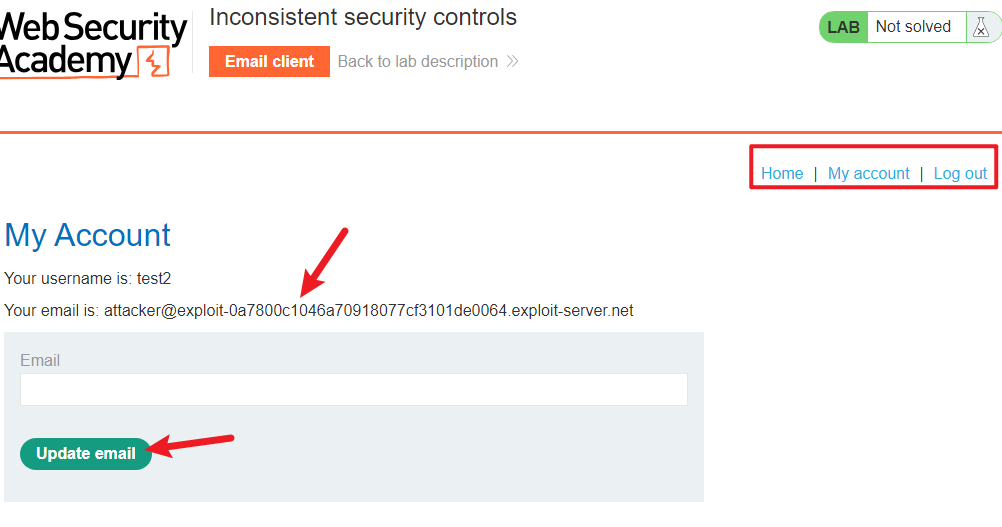 Web Security
Academy
Inconsistent security controls
Email client Back to lab description
LAB Not solved
Home | My account | Log out
My Account
Your username is: test2
Your email is: attacker@exploit-0a7800c1046a70918077cf3101de0064.exploit-server.net
Email
Update email